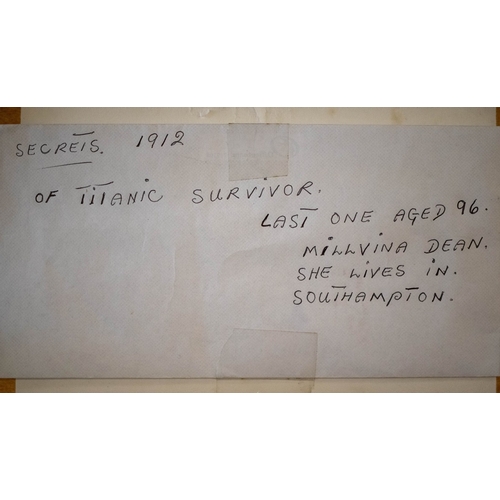 SECRETS. 1912
OF TITANIC SURVIVOR.
LAST ONE AGED 96.
MILLVINA DEAN.
SHE LIVES IN.
SOUTHAMPTON.